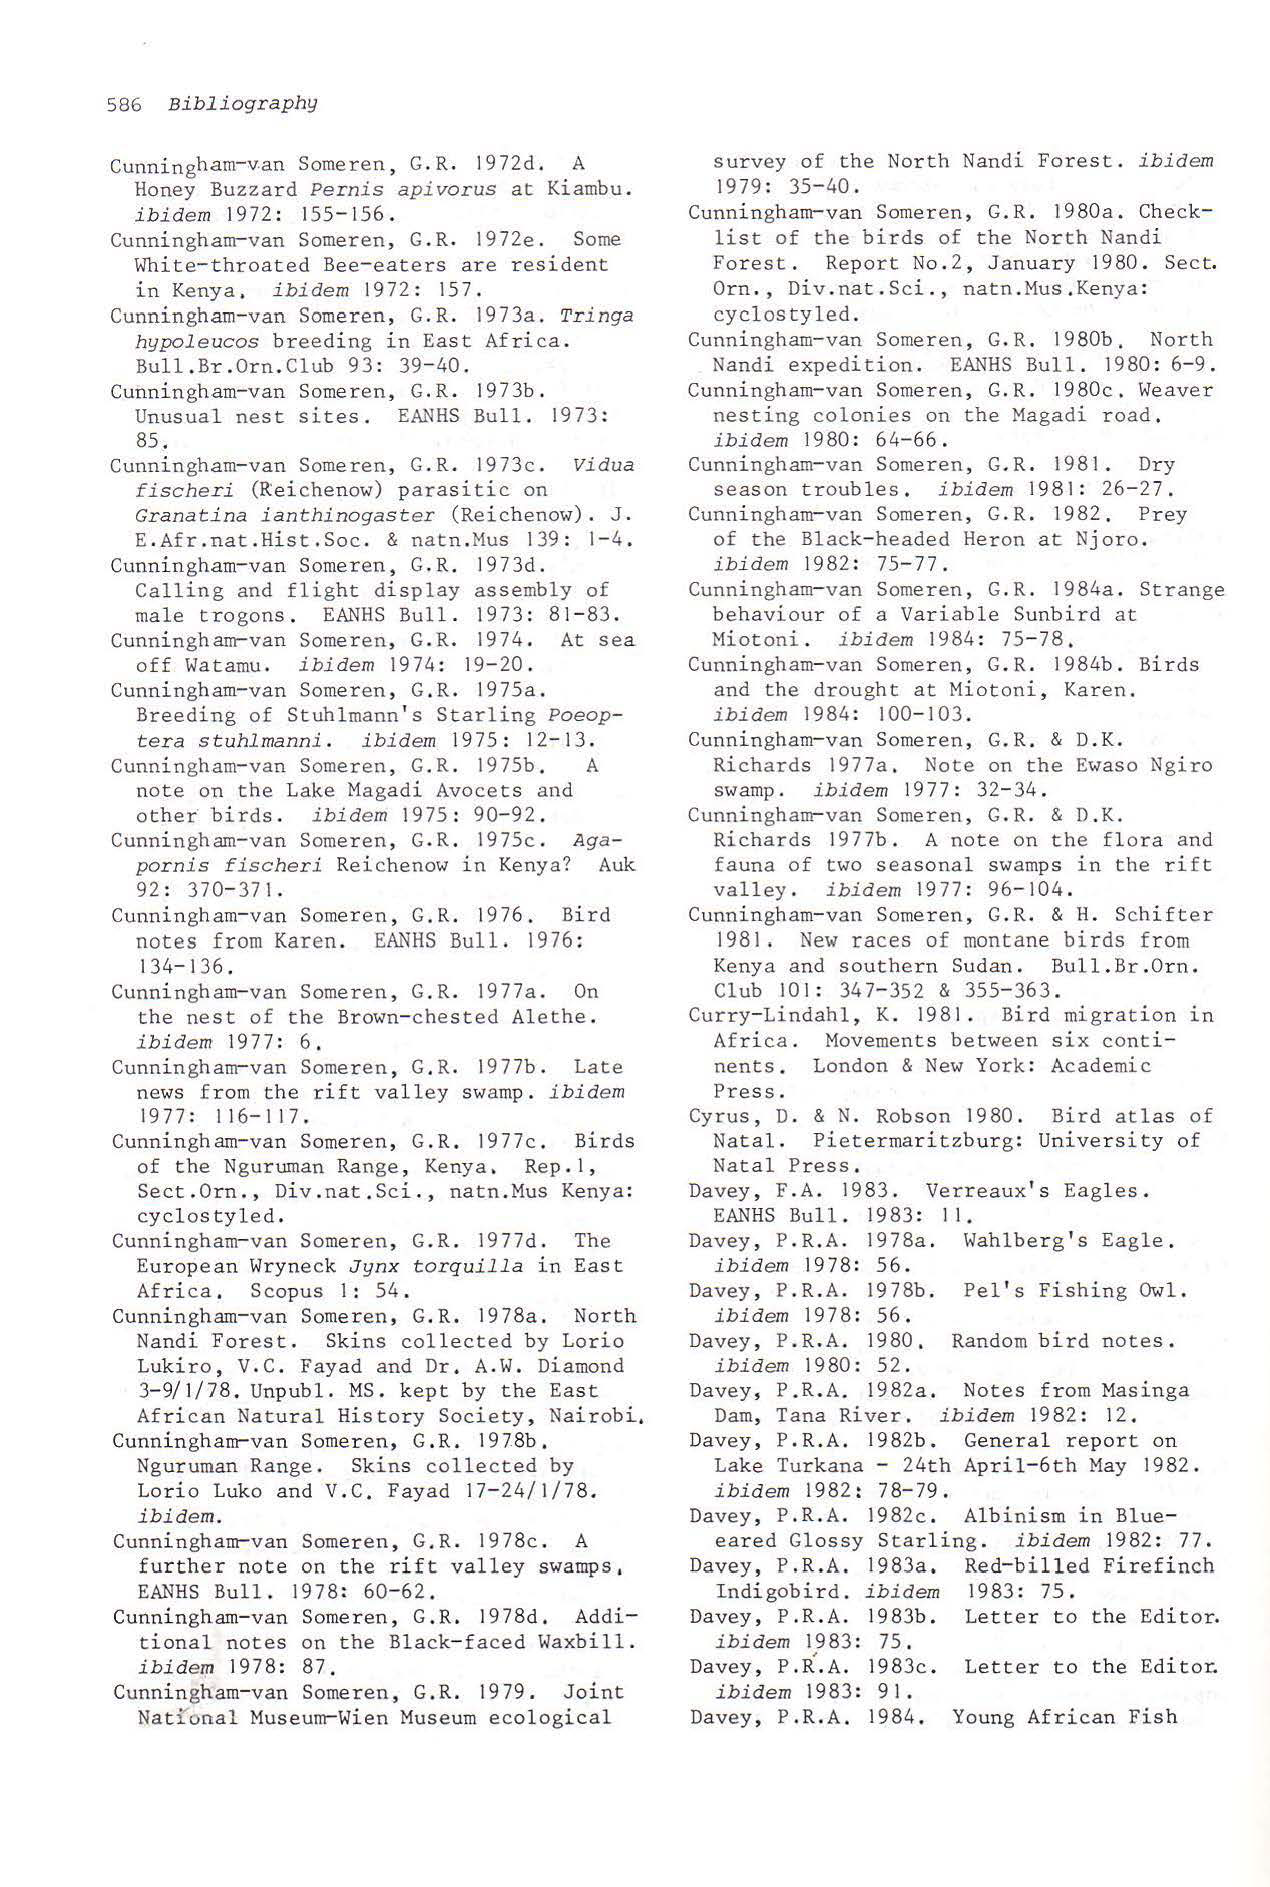 586 Bibliography
Cunningham-van Someren, G.R. 1972d. A
Honey Buzzard Pernis apivorus at Kiambu.
ibidem 1972: 155-156.
Cunningham-van Someren, G.R. 1972e. Some
White-throated Bee-eaters are resident
in Kenya. ibidem 1972: 157.
Cunningham-van Someren, G.R. 1973a. Tringa
hypoleucos breeding in East Africa.
Bull.Br.Orn.Club 93: 39-40.
Cunningham-van Someren, G.R. 1973b.
Unusual nest sites. EANHS Bull. 1973:
85.
Cunningham-van Someren, G.R. 1973c. Vidua
fischeri (Reichenow) parasitic on
Granatina ianthinogaster (Reichenow). J.
E.Afr.nat.Hist.Soc. & natn.Mus 139: 1-4.
Cunningham-van Someren, G.R. 1973d.
Calling and flight display assembly of
male trogons. EANHS Bull. 1973: 81-83.
Cunningham-van Someren, G.R. 1974. At sea
off Watamu. ibidem 1974: 19-20.
Cunningham-van Someren, G.R. 1975a.
Breeding of Stuhlmann's Starling Poeop-
tera stuhlmanni. ibidem 1975: 12-13.
Cunningham-van Someren, G.R. 1975b. A
note on the Lake Magadi Avocets and
other birds. ibidem 1975: 90-92.
Cunningham-van Someren, G.R. 1975c. Aga-
pornis fischeri Reichenow in Kenya? Auk
92: 370-371.
Cunningham-van Someren, G.R. 1976. Bird
notes from Karen. EANHS Bull. 1976:
134-136.
Cunningham-van Someren, G.R. 1977a. On
the nest of the Brown-chested Alethe.
ibidem 1977: 6.
Cunningham-van Someren, G.R. 1977b. Late
news from the rift valley swamp. ibidem
1977: 116-117.
Cunningham-van Someren, G.R. 1977c. Birds
of the Nguruman Range, Kenya. Rep.1,
Sect.Orn., Div.nat.Sci., natn.Mus Kenya:
cyclostyled.
Cunningham-van Someren, G.R. 1977d. The
European Wryneck Jynx torquilla in East
Africa. Scopus 1: 54.
Cunningham-van Someren, G.R. 1978a. North
Nandi Forest. Skins collected by Lorio
Lukiro, V.C. Fayad and Dr. A.W. Diamond
3-9/1/78. Unpubl. MS. kept by the East
African Natural History Society, Nairobi.
Cunningham-van Someren, G.R. 1978b.
Nguruman Range. Skins collected by
Lorio Luko and V.C. Fayad 17-24/1/78.
ibidem.
Cunningham-van Someren, G.R. 1978c. A
further note on the rift valley swamps.
EANHS Bull. 1978: 60-62.
Cunningham-van Someren, G.R. 1978d. Addi-
tional notes on the Black-faced Waxbill.
ibidem 1978: 87.
Cunningham-van Someren, G.R. 1979. Joint
National Museum-Wien Museum ecological
survey of the North Nandi Forest. ibidem
1979: 35-40.
Cunningham-van Someren, G.R. 1980a. Check-
list of the birds of the North Nandi
Forest. Report No.2, January 1980. Sect.
Orn., Div.nat.Sci., natn.Mus.Kenya:
cyclostyled.
Cunningham-van Someren, G.R. 1980b. North
Nandi expedition. EANHS Bull. 1980: 6-9.
Cunningham-van Someren, G.R. 1980c. Weaver
nesting colonies on the Magadi road.
ibidem 1980: 64-66.
Cunningham-van Someren, G.R. 1981. Dry
season troubles. ibidem 1981: 26-27.
Cunningham-van Someren, G.R. 1982. Prey
of the Black-headed Heron at Njoro.
ibidem 1982: 75-77.
Cunningham-van Someren, G.R. 1984a. Strange
behaviour of a Variable Sunbird at
Miotoni. ibidem 1984: 75-78.
Cunningham-van Someren, G.R. 1984b. Birds
and the drought at Miotoni, Karen.
ibidem 1984: 100-103.
Cunningham-van Someren, G.R. & D.K.
Richards 1977a. Note on the Ewaso Ngiro
swamp. ibidem 1977: 32-34.
Cunningham-van Someren, G.R. & D.K.
Richards 1977b. A note on the flora and
fauna of two seasonal swamps in the rift
valley. ibidem 1977: 96-104.
Cunningham-van Someren, G.R. & H. Schifter
1981. New races of montane birds from
Kenya and southern Sudan. Bull.Br.Orn.
Club 101: 347-352 & 355-363.
Curry-Lindahl, K. 1981. Bird migration in
Africa. Movements between six conti-
nents. London & New York: Academic
Press.
Cyrus, D. & N. Robson 1980. Bird atlas of
Natal. Pietermaritzburg: University of
Natal Press.
Davey, F.A. 1983. Verreaux's Eagles.
EANHS Bull. 1983: 11.
Davey, P.R.A. 1978a. Wahlberg's Eagle.
ibidem 1978: 56.
Davey, P.R.A. 1978b. Pel's Fishing Owl.
ibidem 1978: 56.
Davey, P.R.A. 1980. Random bird notes.
ibidem 1980: 52.
Davey, P.R.A. 1982a. Notes from Masinga
Dam, Tana River. ibidem 1982: 12.
Davey, P.R.A. 1982b. General report on
Lake Turkana - 24th April-6th May 1982.
ibidem 1982: 78-79.
Davey, P.R.A. 1982c. Albinism in Blue-
eared Glossy Starling. ibidem 1982: 77.
Davey, P.R.A. 1983a. Red-billed Firefinch
Indigobird. ibidem 1983: 75.
Davey, P.R.A. 1983b. Letter to the Editor.
ibidem 1983: 75.
Davey, P.R.A. 1983c. Letter to the Editor.
ibidem 1983: 91.
Davey, P.R.A. 1984. Young African Fish